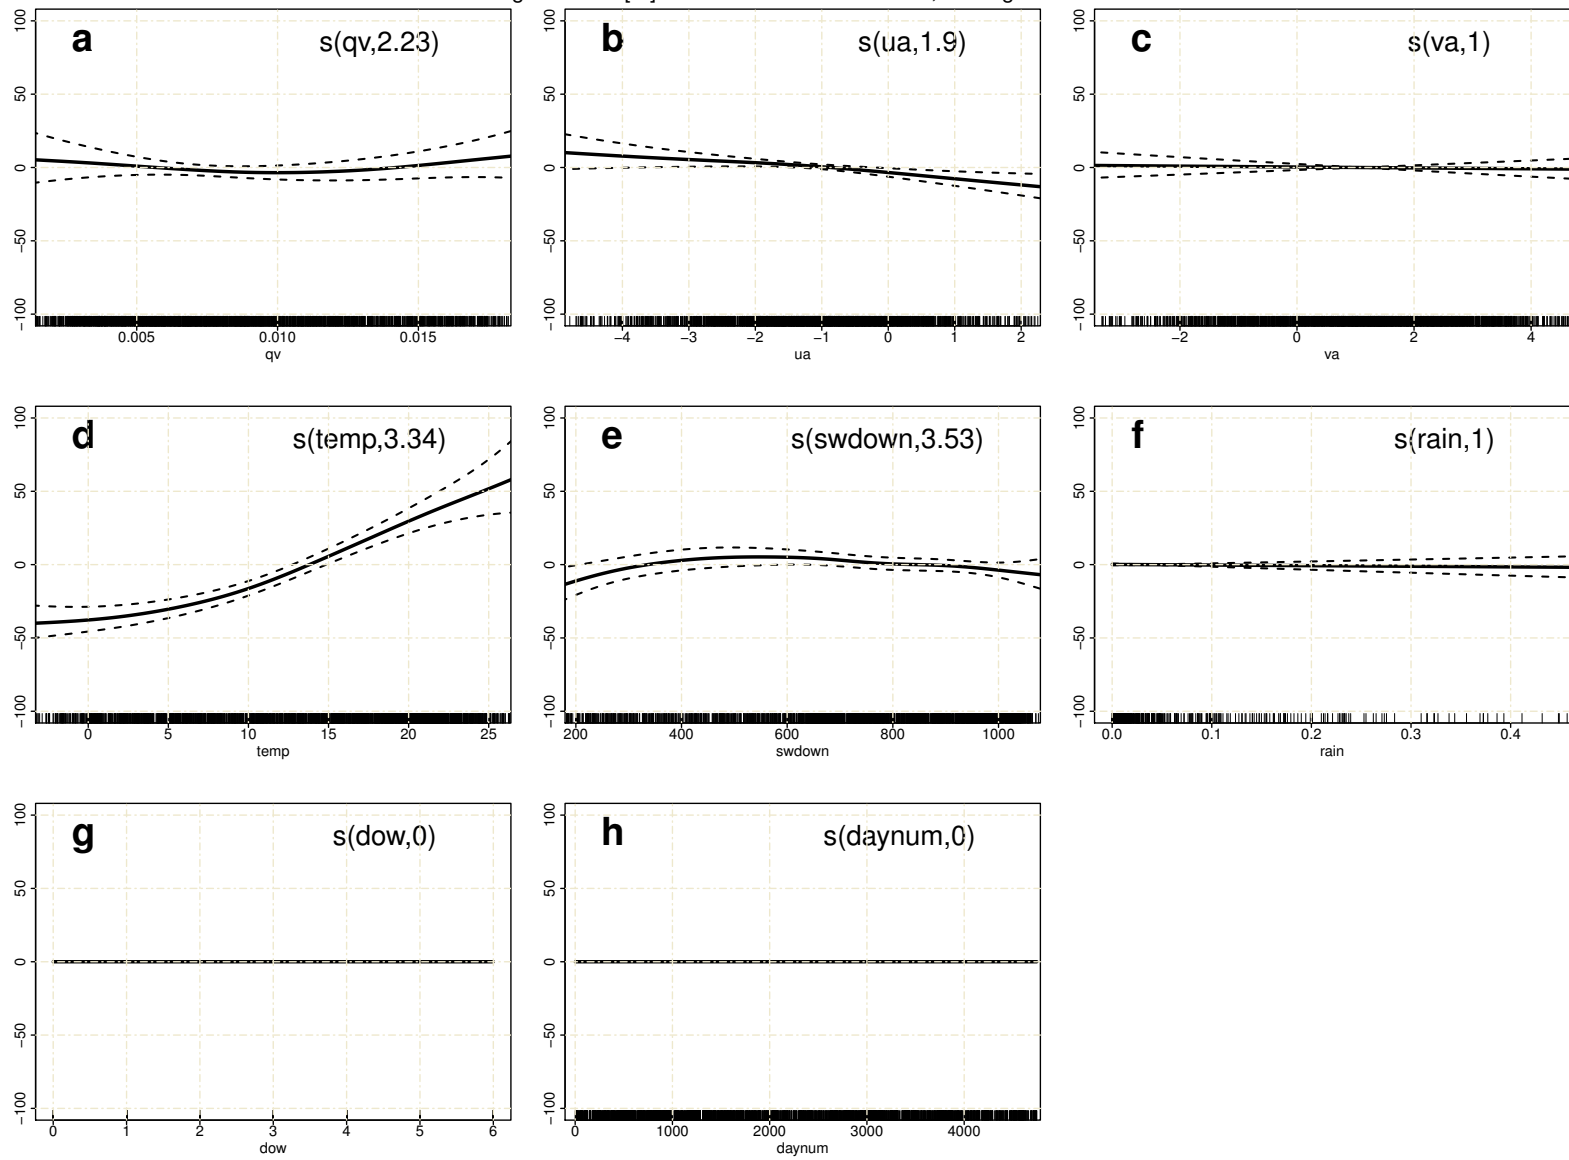 a s(qv,2.23)
100
50
0
−50
−100
0.005 0.010 0.015
qv
b s(ua,1.9)
100
50
0
−50
−100
−4 −3 −2 −1 0 1 2
ua
c s(va,1)
100
50
0
−50
−100
−2 0 2 4
va
d s(temp,3.34)
100
50
0
−50
−100
0 5 10 15 20 25
temp
e s(swdown,3.53)
100
50
0
−50
−100
200 400 600 800 1000
swdown
f s(rain,1)
100
50
0
−50
−100
0.0 0.1 0.2 0.3 0.4
rain
g s(dow,0)
100
50
0
−50
−100
0 1 2 3 4 5 6
dow
h s(daynum,0)
100
50
0
−50
−100
0 1000 2000 3000 4000
daynum